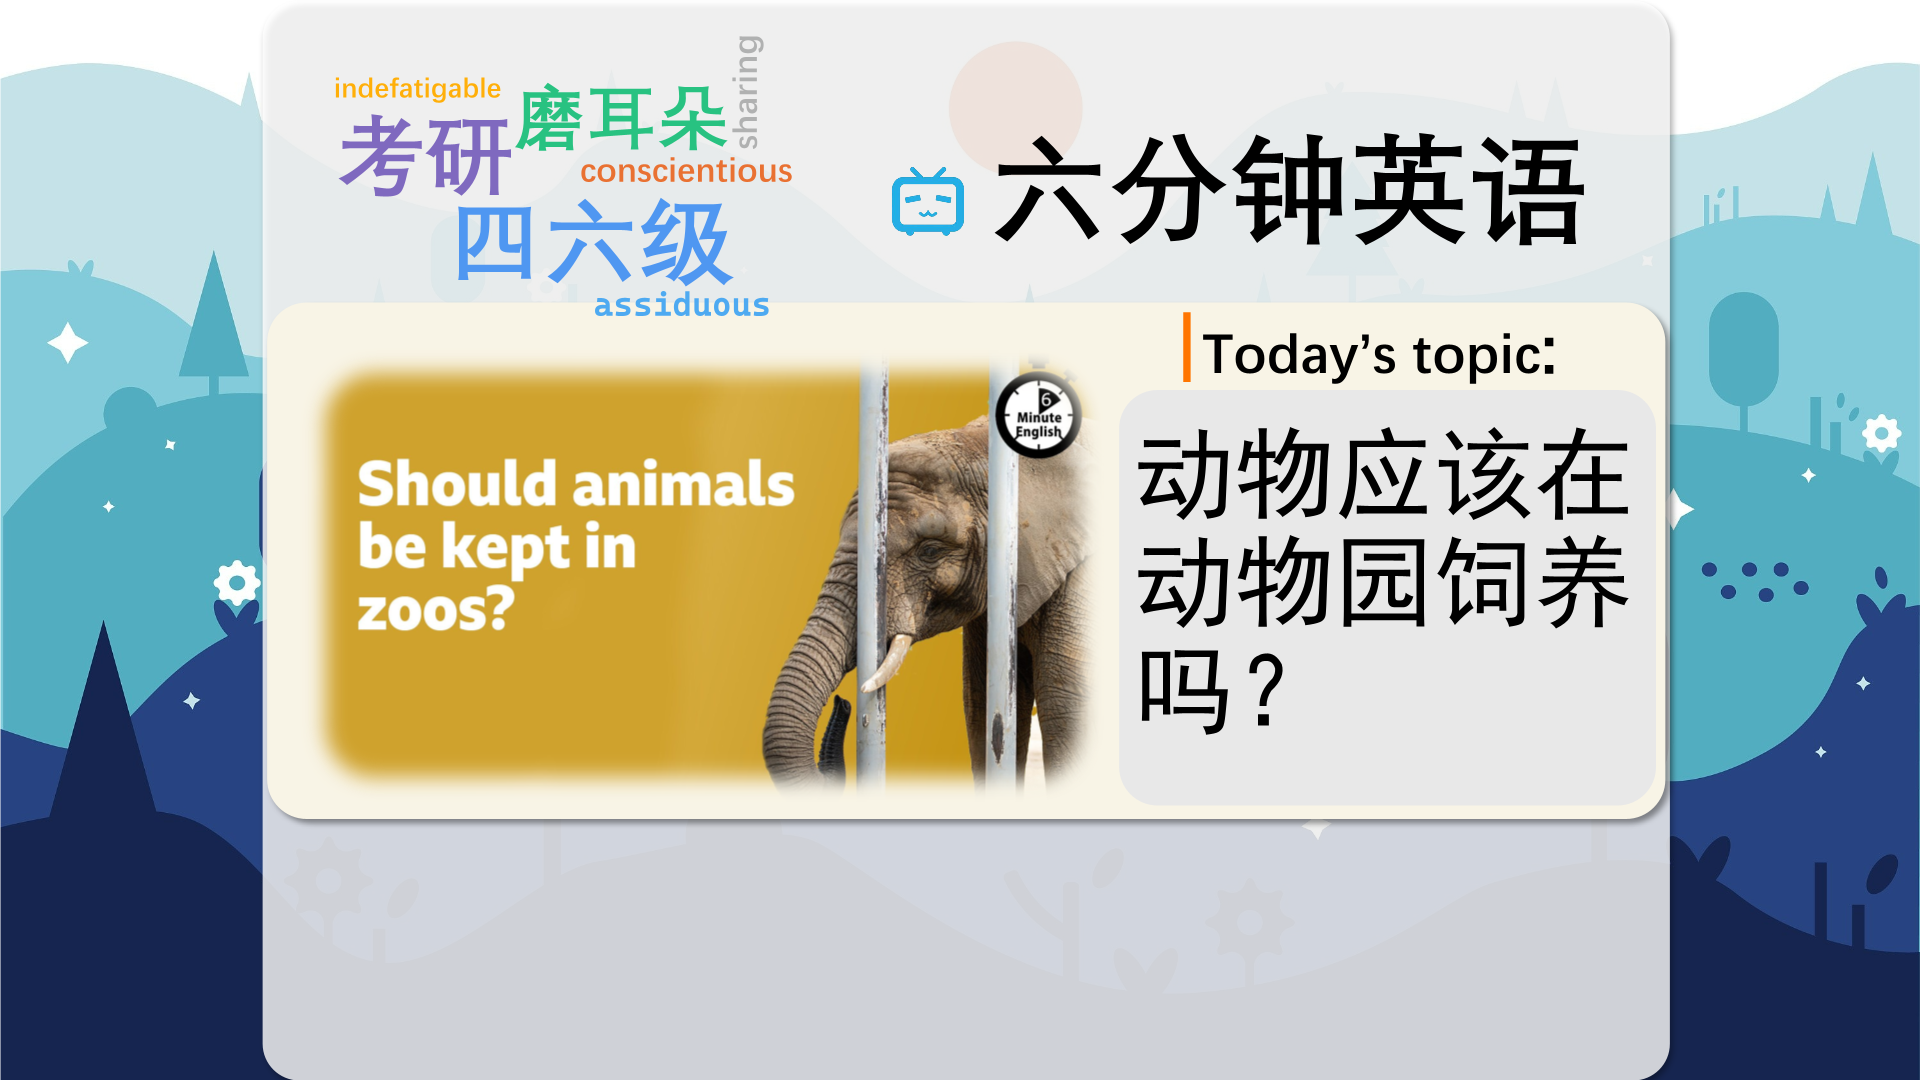 indefatigable
磨耳朵
sharing
考研
conscientious
四六级
assiduous
六分钟英语
Today’s topic:
6
Minute
English
Should animals
be kept in
zoos?
动物应该在
动物园饲养
吗？